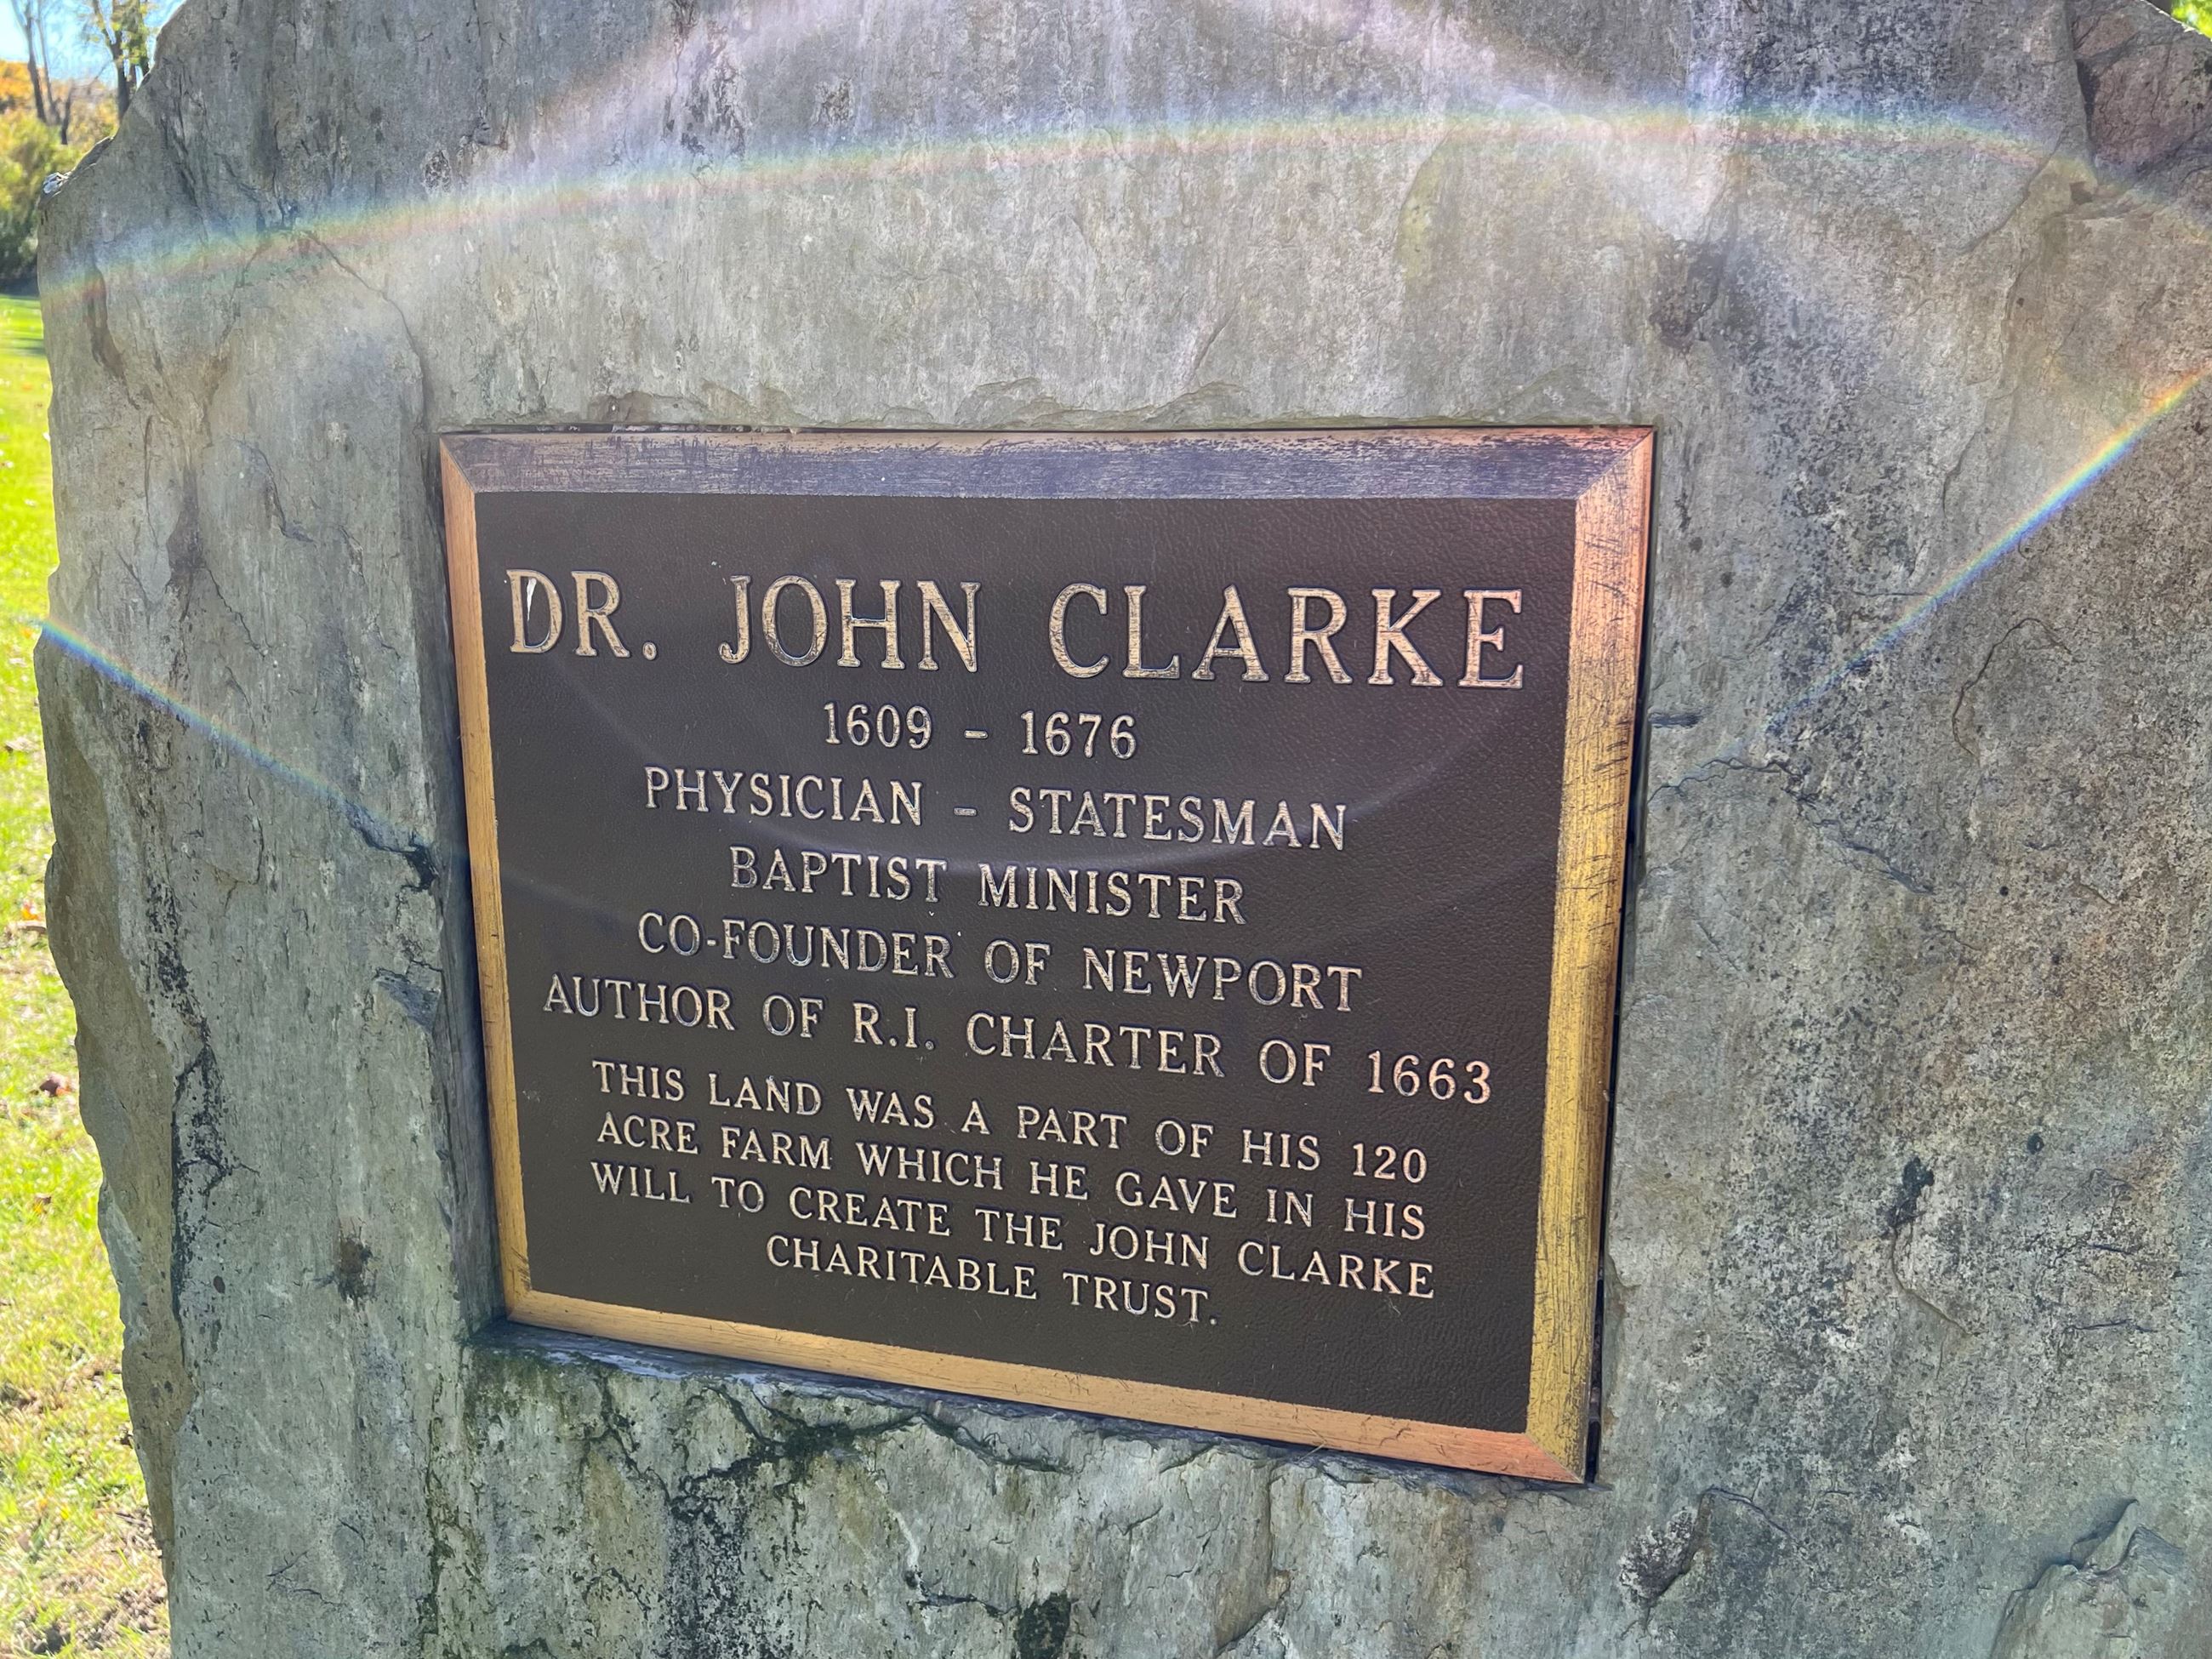 DR. JOHN CLARKE
1609 - 1676
PHYSICIAN - STATESMAN
BAPTIST MINISTER
CO-FOUNDER OF NEWPORT
AUTHOR OF R.I. CHARTER OF 1663
THIS LAND WAS A PART OF HIS 120
ACRE FARM WHICH HE GAVE IN HIS
WILL TO CREATE THE JOHN CLARKE
CHARITABLE TRUST.